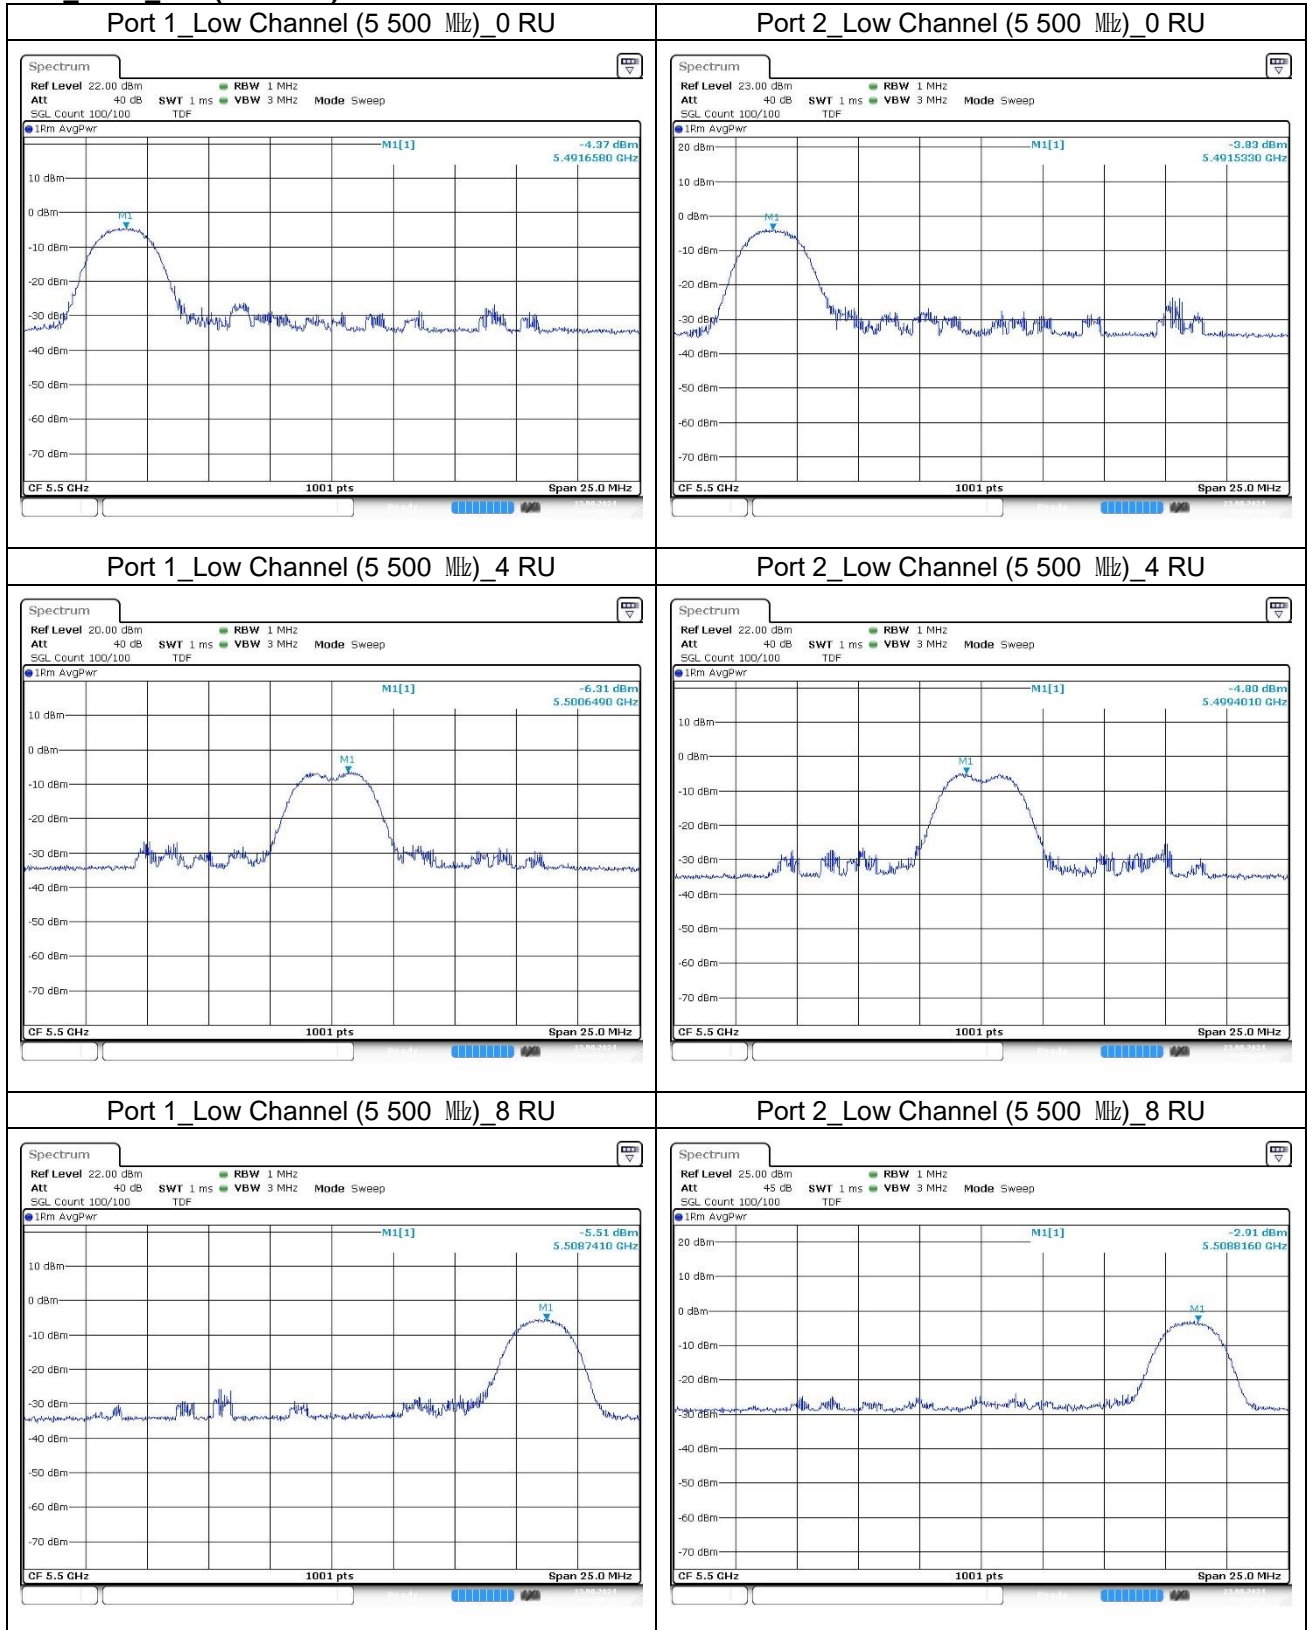 Port 1_Low Channel (5 500 ㎒)_0 RU
Port 2_Low Channel (5 500 ㎒)_0 RU
Spectrum
Ref Level 22.00 dBm RBW 1 MHz
Att 40 dB SWT 1 ms VBW 3 MHz Mode Sweep
SGL Count 100/100 TDF
1Rm AvgPwr
M1[1] -4.37 dBm
5.4916580 GHz
10 dBm
0 dBm
M1
-10 dBm
-20 dBm
-30 dBm
-40 dBm
-50 dBm
-60 dBm
-70 dBm
CF 5.5 GHz 1001 pts Span 25.0 MHz
Spectrum
Ref Level 23.00 dBm RBW 1 MHz
Att 40 dB SWT 1 ms VBW 3 MHz Mode Sweep
SGL Count 100/100 TDF
1Rm AvgPwr
20 dBm
M1[1] -3.83 dBm
5.4915330 GHz
10 dBm
0 dBm
M1
-10 dBm
-20 dBm
-30 dBm
-40 dBm
-50 dBm
-60 dBm
-70 dBm
CF 5.5 GHz 1001 pts Span 25.0 MHz
Port 1_Low Channel (5 500 ㎒)_4 RU
Port 2_Low Channel (5 500 ㎒)_4 RU
Spectrum
Ref Level 20.00 dBm RBW 1 MHz
Att 40 dB SWT 1 ms VBW 3 MHz Mode Sweep
SGL Count 100/100 TDF
1Rm AvgPwr
M1[1] -6.31 dBm
5.5006490 GHz
10 dBm
0 dBm
M1
-10 dBm
-20 dBm
-30 dBm
-40 dBm
-50 dBm
-60 dBm
-70 dBm
CF 5.5 GHz 1001 pts Span 25.0 MHz
Spectrum
Ref Level 22.00 dBm RBW 1 MHz
Att 40 dB SWT 1 ms VBW 3 MHz Mode Sweep
SGL Count 100/100 TDF
1Rm AvgPwr
M1[1] -4.80 dBm
5.4994010 GHz
10 dBm
0 dBm
M1
-10 dBm
-20 dBm
-30 dBm
-40 dBm
-50 dBm
-60 dBm
-70 dBm
CF 5.5 GHz 1001 pts Span 25.0 MHz
Port 1_Low Channel (5 500 ㎒)_8 RU
Port 2_Low Channel (5 500 ㎒)_8 RU
Spectrum
Ref Level 22.00 dBm RBW 1 MHz
Att 40 dB SWT 1 ms VBW 3 MHz Mode Sweep
SGL Count 100/100 TDF
1Rm AvgPwr
M1[1] -5.51 dBm
5.5087410 GHz
10 dBm
0 dBm
M1
-10 dBm
-20 dBm
-30 dBm
-40 dBm
-50 dBm
-60 dBm
-70 dBm
CF 5.5 GHz 1001 pts Span 25.0 MHz
Spectrum
Ref Level 25.00 dBm RBW 1 MHz
Att 45 dB SWT 1 ms VBW 3 MHz Mode Sweep
SGL Count 100/100 TDF
1Rm AvgPwr
20 dBm
M1[1] -2.91 dBm
5.5088160 GHz
10 dBm
0 dBm
M1
-10 dBm
-20 dBm
-30 dBm
-40 dBm
-50 dBm
-60 dBm
-70 dBm
CF 5.5 GHz 1001 pts Span 25.0 MHz